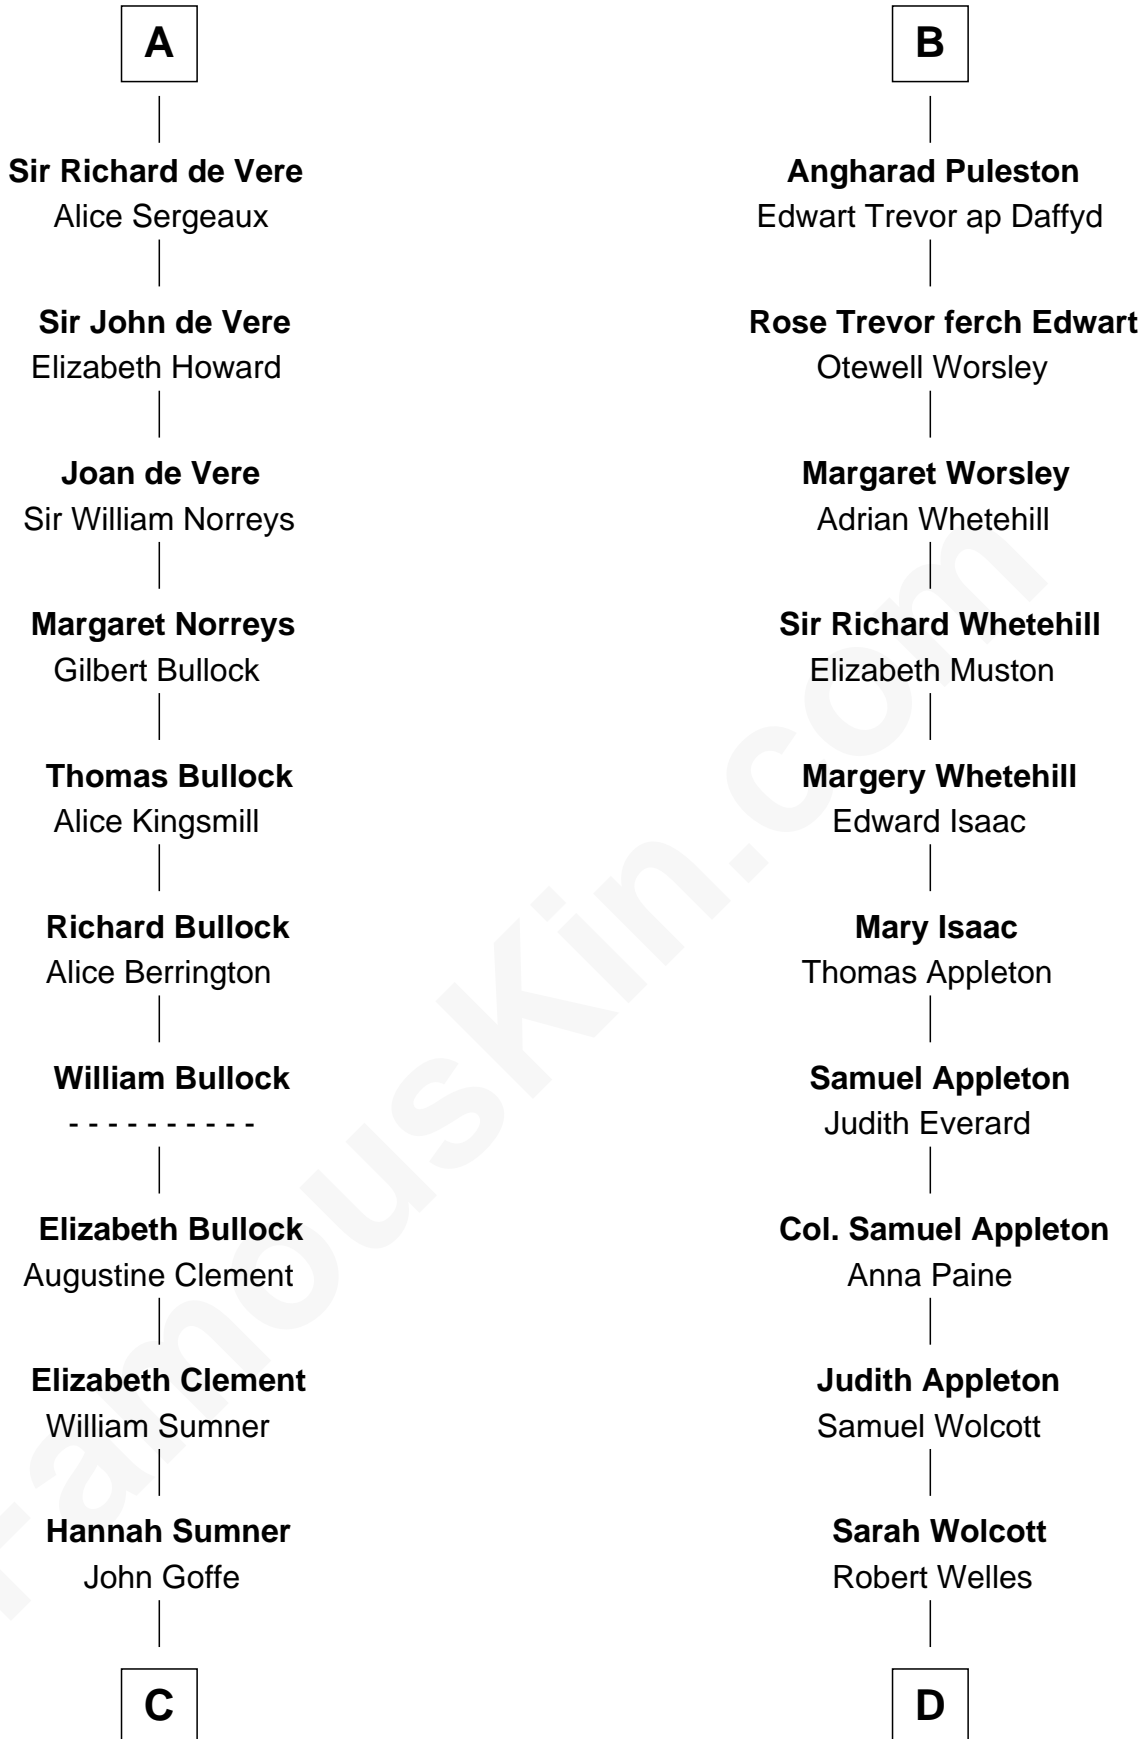 A
Sir Richard de Vere
Alice Sergeaux
Sir John de Vere
Elizabeth Howard
Joan de Vere
Sir William Norreys
Margaret Norreys
Gilbert Bullock
Thomas Bullock
Alice Kingsmill
Richard Bullock
Alice Berrington
William Bullock
- - - - - - - - - -
Elizabeth Bullock
Augustine Clement
Elizabeth Clement
William Sumner
Hannah Sumner
John Goffe
C
B
Angharad Puleston
Edwart Trevor ap Daffyd
Rose Trevor ferch Edwart
Otewell Worsley
Margaret Worsley
Adrian Whetehill
Sir Richard Whetehill
Elizabeth Muston
Margery Whetehill
Edward Isaac
Mary Isaac
Thomas Appleton
Samuel Appleton
Judith Everard
Col. Samuel Appleton
Anna Paine
Judith Appleton
Samuel Wolcott
Sarah Wolcott
Robert Welles
D
FamousKin.com